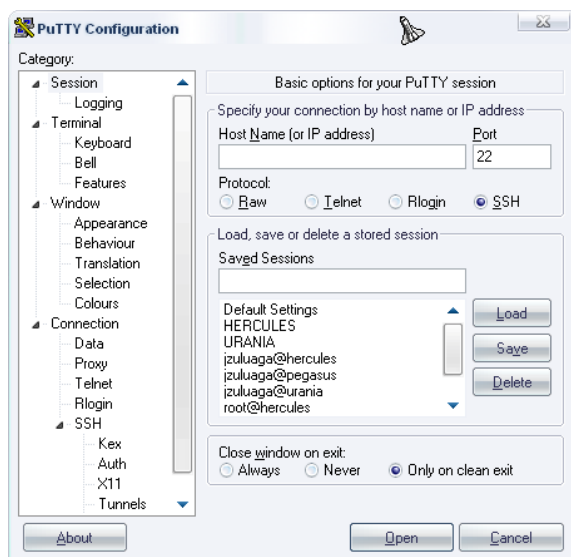 PuTTY Configuration
Category:
Session
Logging
Terminal
Keyboard
Bell
Features
Window
Appearance
Behaviour
Translation
Selection
Colours
Connection
Data
Proxy
Telnet
Rlogin
SSH
Kex
Auth
X11
Tunnels
Basic options for your PuTTY session
Specify your connection by host name or IP address
Host Name (or IP address) Port
22
Protocol:
Raw Telnet Rlogin SSH
Load, save or delete a stored session
Saved Sessions
Default Settings
HERCULES
URANIA
jzuluaga@hercules
jzuluaga@pegasus
jzuluaga@urania
root@hercules
Load
Save
Delete
Close window on exit:
Always Never Only on clean exit
About Open Cancel